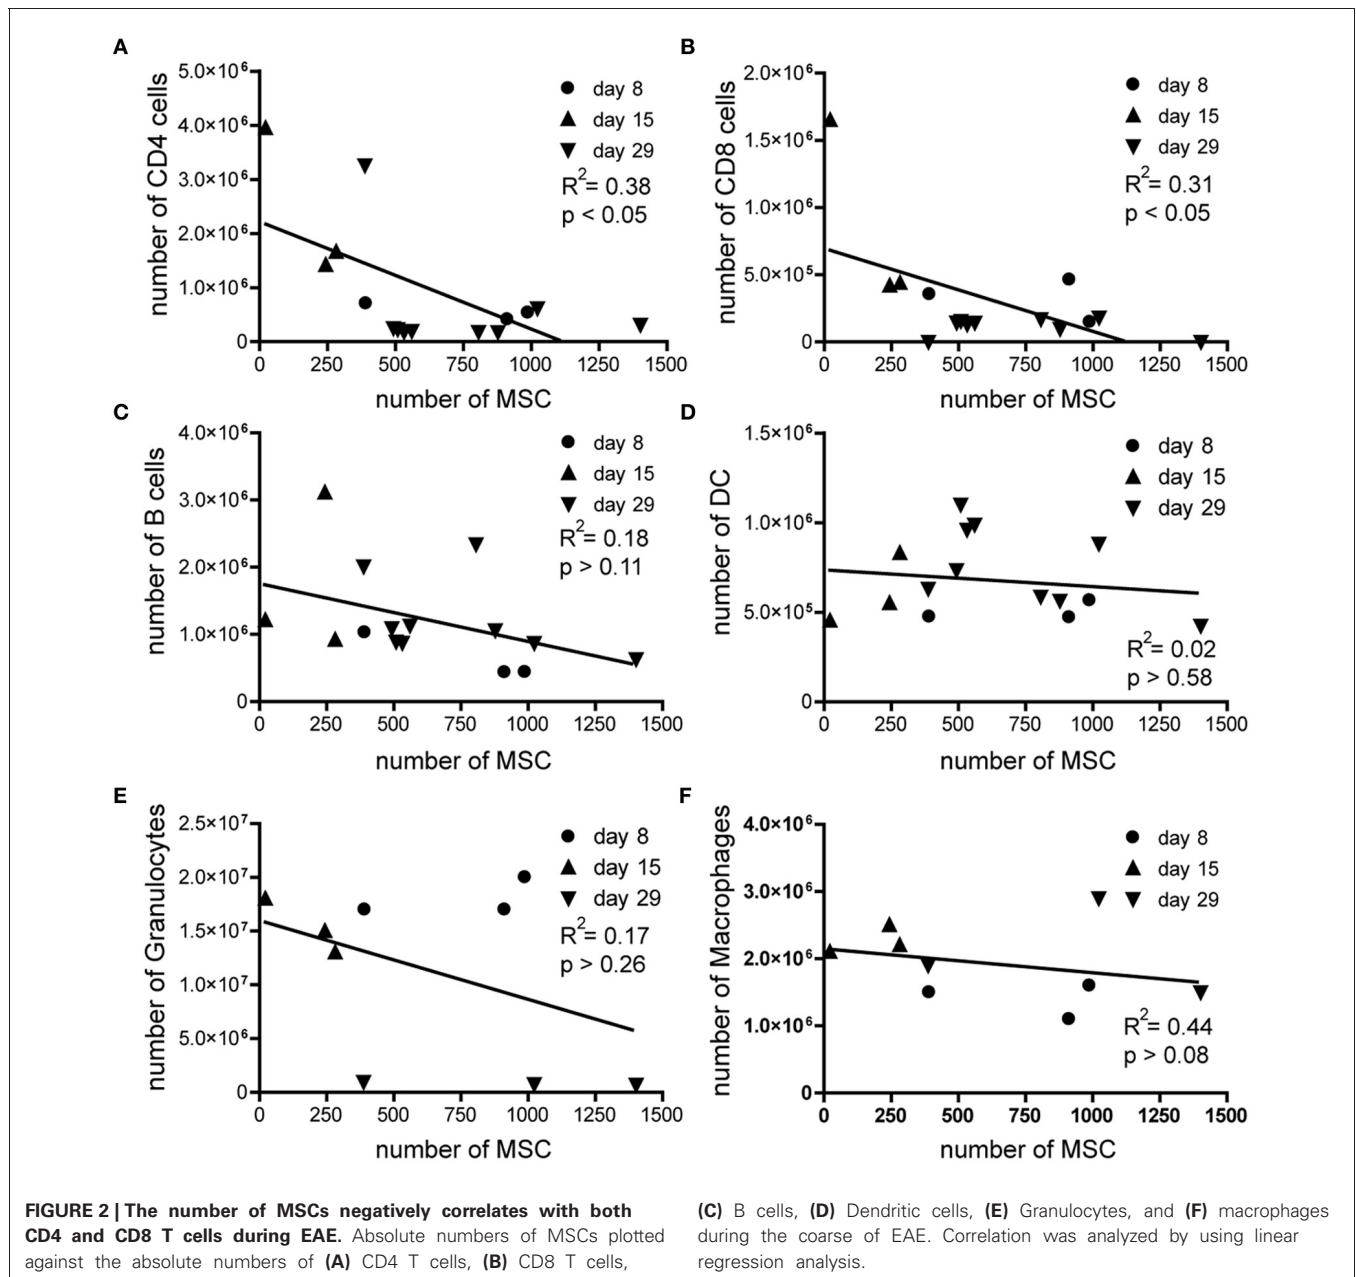 A
number of CD4 cells
5.0×10⁶
4.0×10⁶
3.0×10⁶
2.0×10⁶
1.0×10⁶
0
0 250 500 750 1000 1250 1500
number of MSC
day 8
day 15
day 29
R²= 0.38
p < 0.05
B
number of CD8 cells
2.0×10⁶
1.5×10⁶
1.0×10⁶
5.0×10⁵
0
0 250 500 750 1000 1250 1500
number of MSC
day 8
day 15
day 29
R²= 0.31
p < 0.05
C
number of B cells
4.0×10⁶
3.0×10⁶
2.0×10⁶
1.0×10⁶
0
0 250 500 750 1000 1250 1500
number of MSC
day 8
day 15
day 29
R²= 0.18
p > 0.11
D
number of DC
1.5×10⁶
1.0×10⁶
5.0×10⁵
0
0 250 500 750 1000 1250 1500
number of MSC
day 8
day 15
day 29
R²= 0.02
p > 0.58
E
number of Granulocytes
2.5×10⁷
2.0×10⁷
1.5×10⁷
1.0×10⁷
5.0×10⁶
0
0 250 500 750 1000 1250 1500
number of MSC
day 8
day 15
day 29
R²= 0.17
p > 0.26
F
number of Macrophages
4.0×10⁶
3.0×10⁶
2.0×10⁶
1.0×10⁶
0
0 250 500 750 1000 1250 1500
number of MSC
day 8
day 15
day 29
R²= 0.44
p > 0.08
FIGURE 2 | The number of MSCs negatively correlates with both
CD4 and CD8 T cells during EAE. Absolute numbers of MSCs plotted
against the absolute numbers of (A) CD4 T cells, (B) CD8 T cells,
(C) B cells, (D) Dendritic cells, (E) Granulocytes, and (F) macrophages
during the coarse of EAE. Correlation was analyzed by using linear
regression analysis.